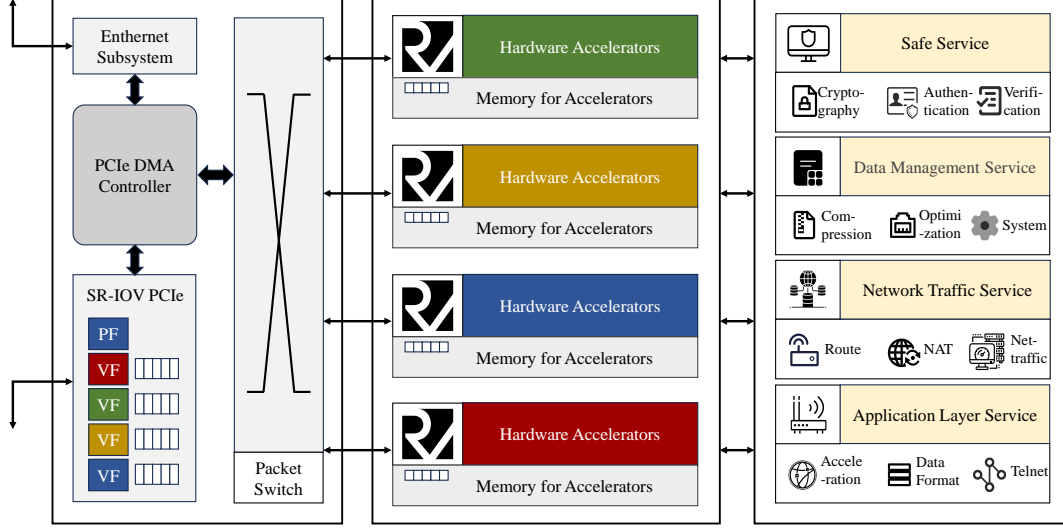 Enthernet
Subsystem
PCIe DMA
Controller
SR-IOV PCIe
PF
VF
VF
VF
VF
Packet
Switch
Hardware Accelerators
Memory for Accelerators
Hardware Accelerators
Memory for Accelerators
Hardware Accelerators
Memory for Accelerators
Hardware Accelerators
Memory for Accelerators
Safe Service
Crypto-
graphy
Authen-
tication
Verifi-
cation
Data Management Service
Com-
pression
Optimi
-zation
System
Network Traffic Service
Route
NAT
Net-
traffic
Application Layer Service
Accele
-ration
Data
Format
Telnet